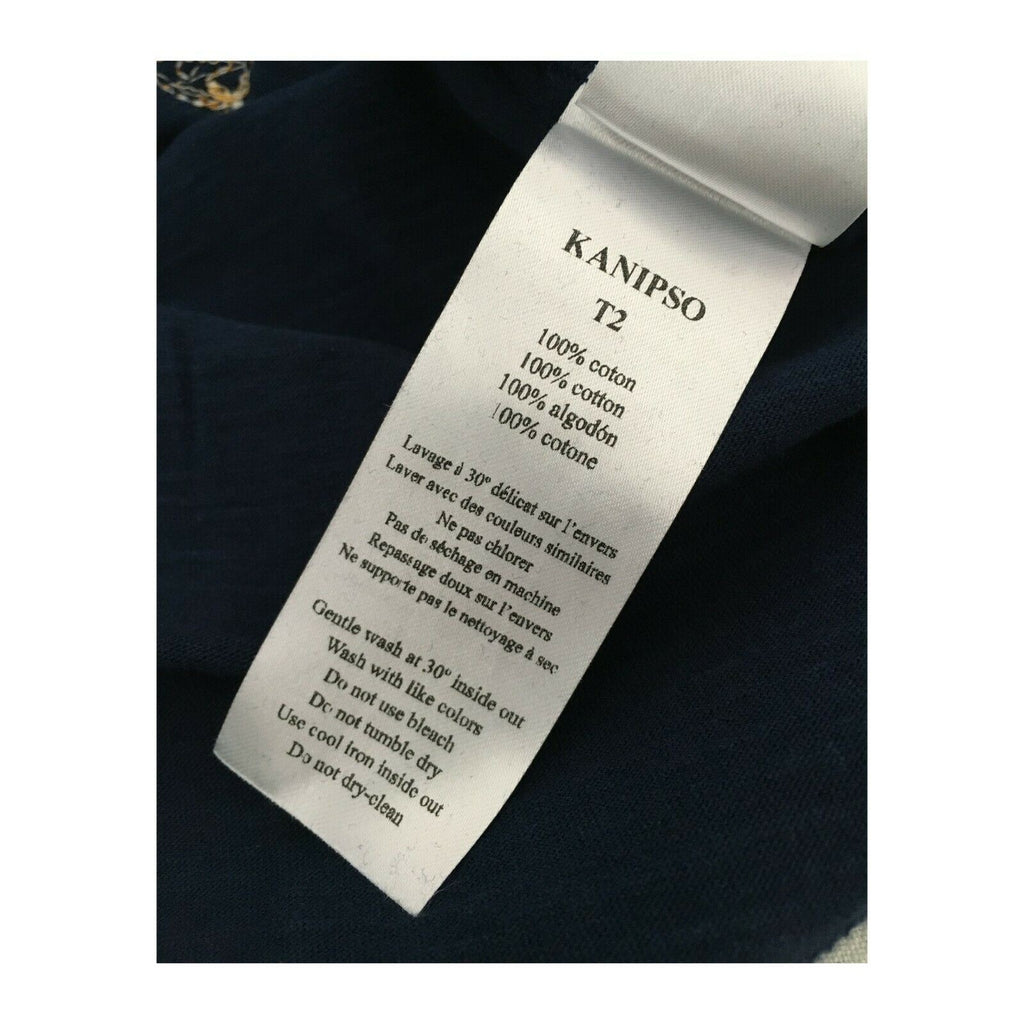 KANIPSO
T2
100% coton
100% cotton
100% algodón
100% cotone
Lavage à 30° délicat sur l'envers
Laver avec des couleurs similaires
Ne pas chlorer
Pas de séchage en machine
Repassage doux sur l'envers
Ne supporte pas le nettoyage à sec
Gentle wash at 30° inside out
Wash with like colors
Do not use bleach
Do not tumble dry
Use cool iron inside out
Do not dry-clean